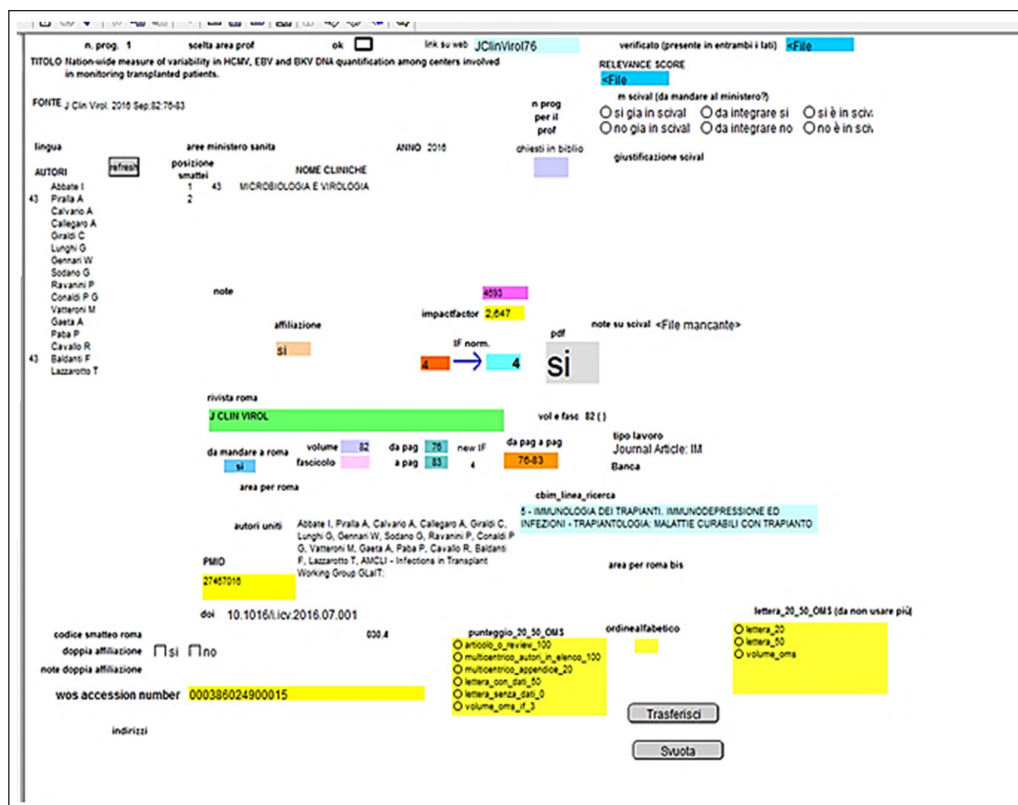 n. prog. 1 scelta area prof ok link su web JClinVirol76 verificato (presente in entrambi i lati) <File
TITOLO Nation-wide measure of variability in HCMV, EBV and BKV DNA quantification among centers involved
in monitoring transplanted patients.
RELEVANCE SCORE
<File
FONTE J Clin Virol. 2016 Sep;82:76-83
n prog
per il
prof
m scival (da mandare al ministero?)
si gia in scival da integrare si si è in sciv.
no gia in scival da integrare no no è in sciv.
lingua aree ministero sanita ANNO 2016 chiesti in biblio giustificazione scival
AUTORI refresh posizione
smattei
NOME CLINICHE
Abbate I 1 43 MICROBIOLOGIA E VIROLOGIA
43 Piralla A 2
Calvario A
Callegaro A
Giraldi C
Lunghi G
Gennari W
Sodano G
Ravanini P
Conaldi P G
Vatteroni M
Gaeta A
Paba P
Cavallo R
43 Baldanti F
Lazzarotto T
note 4693
impactfactor 2,647
affiliazione
si
note su scival <File mancante>
IF norm.
4 4
pdf
si
rivista roma
J CLIN VIROL
vol e fasc 82 ( )
da mandare a roma
si
volume 82 da pag 76 new IF
fascicolo a pag 83 4
da pag a pag
76-83
tipo lavoro
Journal Article: IM
Banca
area per roma
cbim_linea_ricerca
5 - IMMUNOLOGIA DEI TRAPIANTI. IMMUNODEPRESSIONE ED
INFEZIONI - TRAPIANTOLOGIA: MALATTIE CURABILI CON TRAPIANTO
autori uniti Abbate I, Piralla A, Calvario A, Callegaro A, Giraldi C,
Lunghi G, Gennari W, Sodano G, Ravanini P, Conaldi P
G, Vatteroni M, Gaeta A, Paba P, Cavallo R, Baldanti
F, Lazzarotto T, AMCLI - Infections in Transplant
Working Group GLaIT:
area per roma bis
PMID
27467016
doi 10.1016/i.icv.2016.07.001
codice smatteo roma 030.4
doppia affiliazione si no
note doppia affiliazione
wos accession number 000386024900015
indirizzi
punteggio_20_50_OMS
articolo_o_review_100
multicentrico_autori_in_elenco_100
multicentrico_appendice_20
lettera_con_dati_50
lettera_senza_dati_0
volume_oms_if_3
ordinealfabetico
lettera_20_50_OMS (da non usare più)
lettera_20
lettera_50
volume_oms
Trasferisci
Svuota